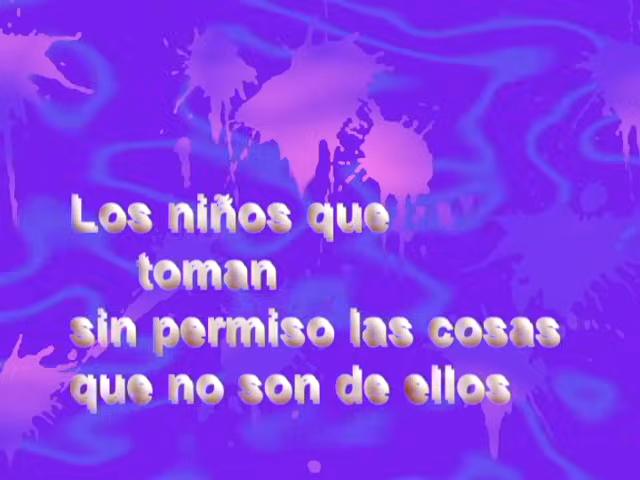 Los niños que
toman
sin permiso las cosas
que no son de ellos